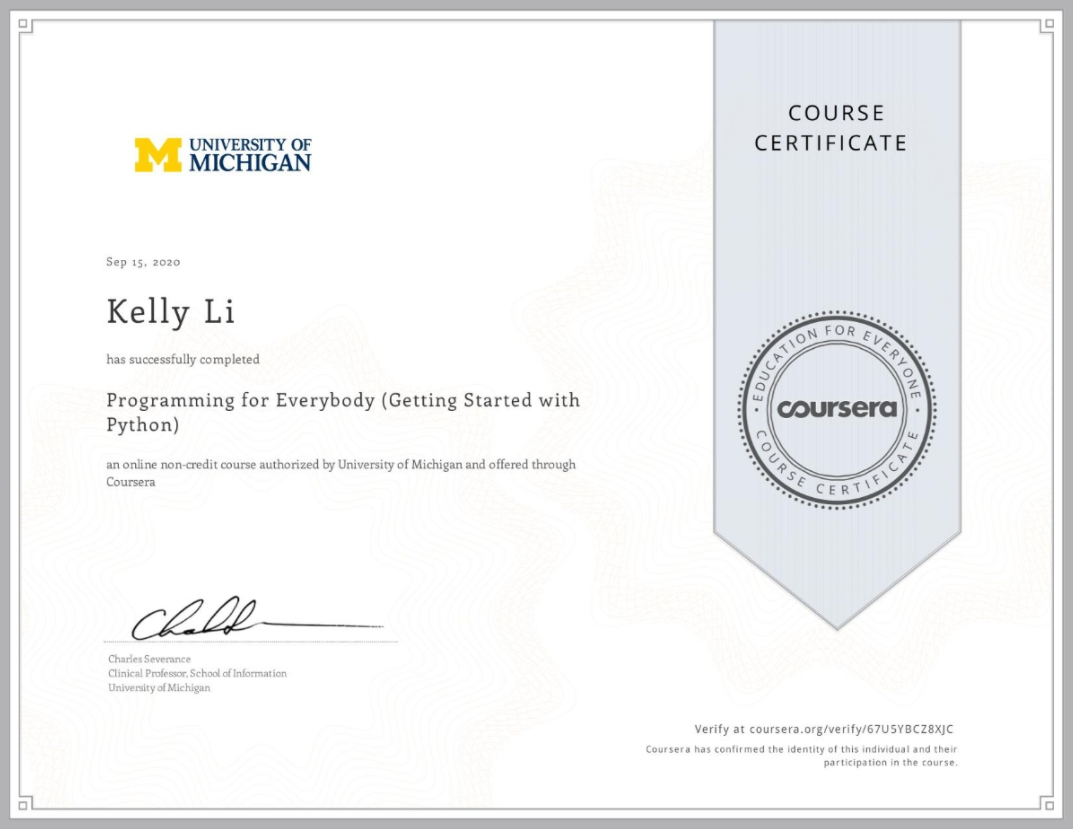 COURSE
CERTIFICATE
UNIVERSITY OF
MICHIGAN
Sep 15, 2020
Kelly Li
has successfully completed
Programming for Everybody (Getting Started with
Python)
an online non-credit course authorized by University of Michigan and offered through
Coursera
EDUCATION FOR EVERYONE
coursera
COURSE CERTIFICATE
Charles Severance
Clinical Professor, School of Information
University of Michigan
Verify at coursera.org/verify/67U5YBCZ8XJC
Coursera has confirmed the identity of this individual and their
participation in the course.